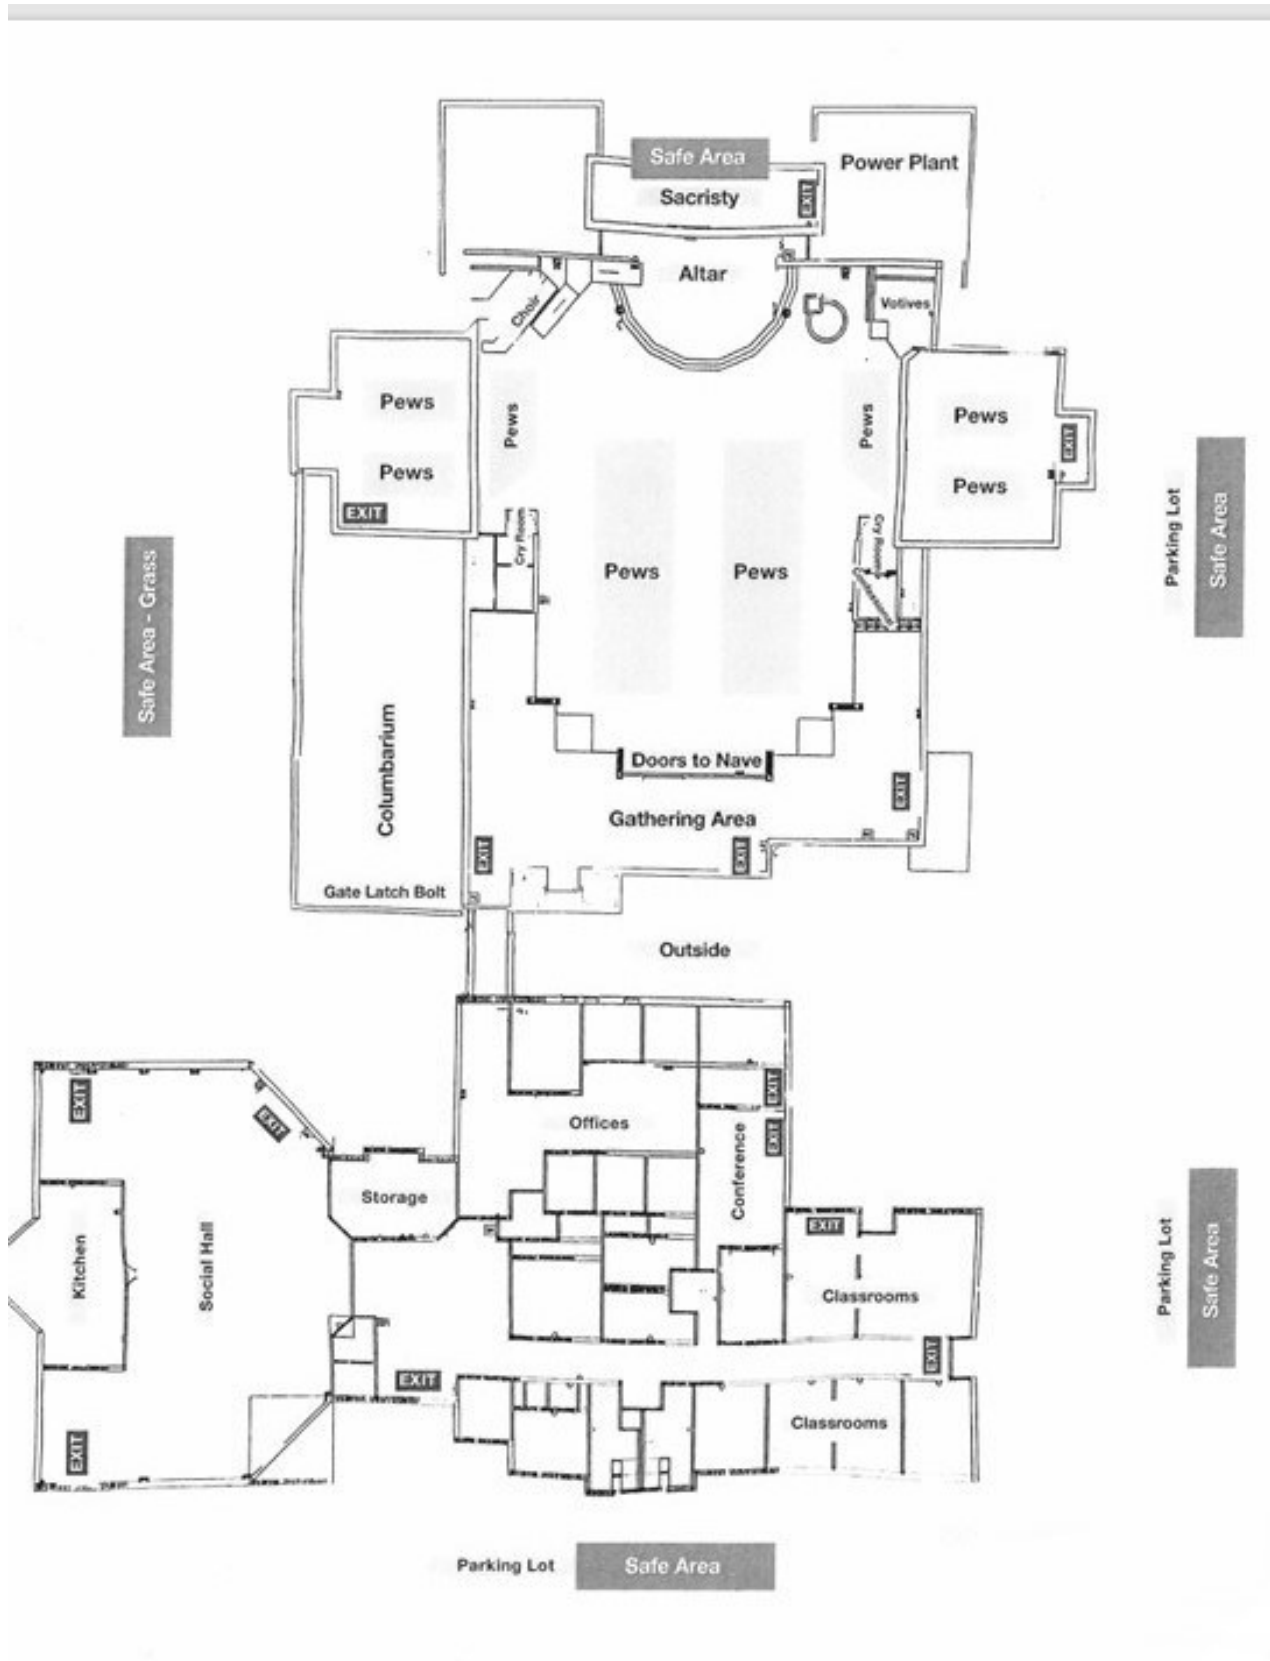 Safe Area
Power Plant
Sacristy
EXIT
Altar
Choir
Votives
Pews
Pews
Pews
Pews
Pews
Pews
EXIT
EXIT
Cry Room
Cry Room
Confessional
Pews
Pews
Parking Lot
Safe Area
Safe Area - Grass
Columbarium
Doors to Nave
Gathering Area
EXIT
EXIT
EXIT
Gate Latch Bolt
Outside
EXIT
EXIT
EXIT
EXIT
Offices
Conference
Storage
Kitchen
Social Hall
EXIT
Classrooms
EXIT
EXIT
Classrooms
EXIT
Parking Lot
Safe Area
Parking Lot
Safe Area